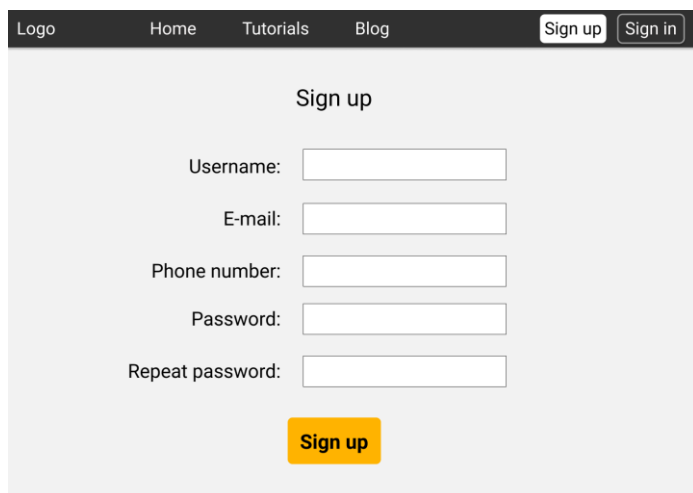 Logo Home Tutorials Blog Sign up Sign in
Sign up
Username:
E-mail:
Phone number:
Password:
Repeat password:
Sign up